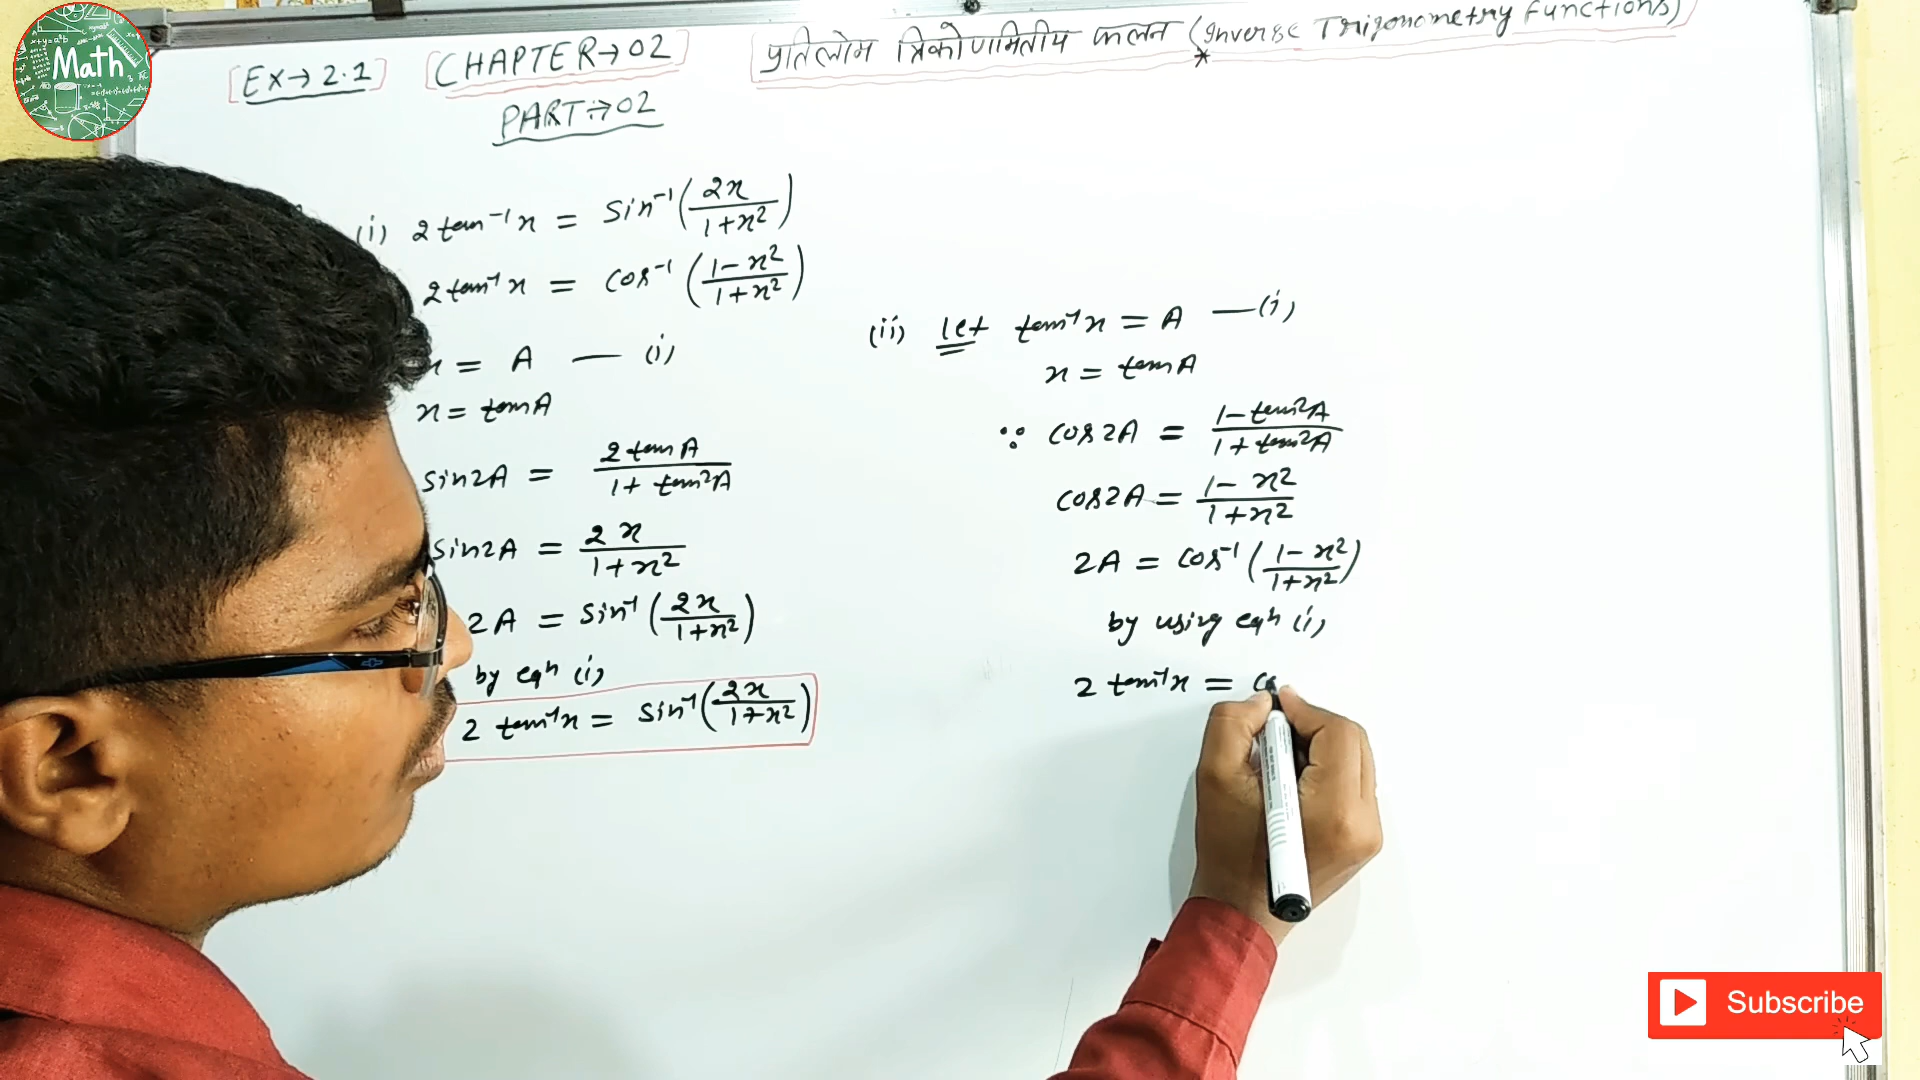 Math
Ex→2.1
CHAPTER→02
प्रतिलोम त्रिकोणमितीय फलन (Inverse Trigonometry Functions)
PART→02
(i) 2 tan⁻¹x = sin⁻¹(2x/1+x²)
2tan⁻¹x = cos⁻¹(1-x²/1+x²)
x = A — (i)
x = tanA
sin2A = 2tanA/1+tan²A
sin2A = 2x/1+x²
2A = sin⁻¹(2x/1+x²)
by eqⁿ (i)
2 tan⁻¹x = sin⁻¹(2x/1+x²)
(ii) let tan⁻¹x = A —(i)
x = tanA
∵ cos2A = 1-tan²A/1+tan²A
cos2A = 1-x²/1+x²
2A = cos⁻¹(1-x²/1+x²)
by using eqⁿ (i)
2 tan⁻¹x =
Subscribe